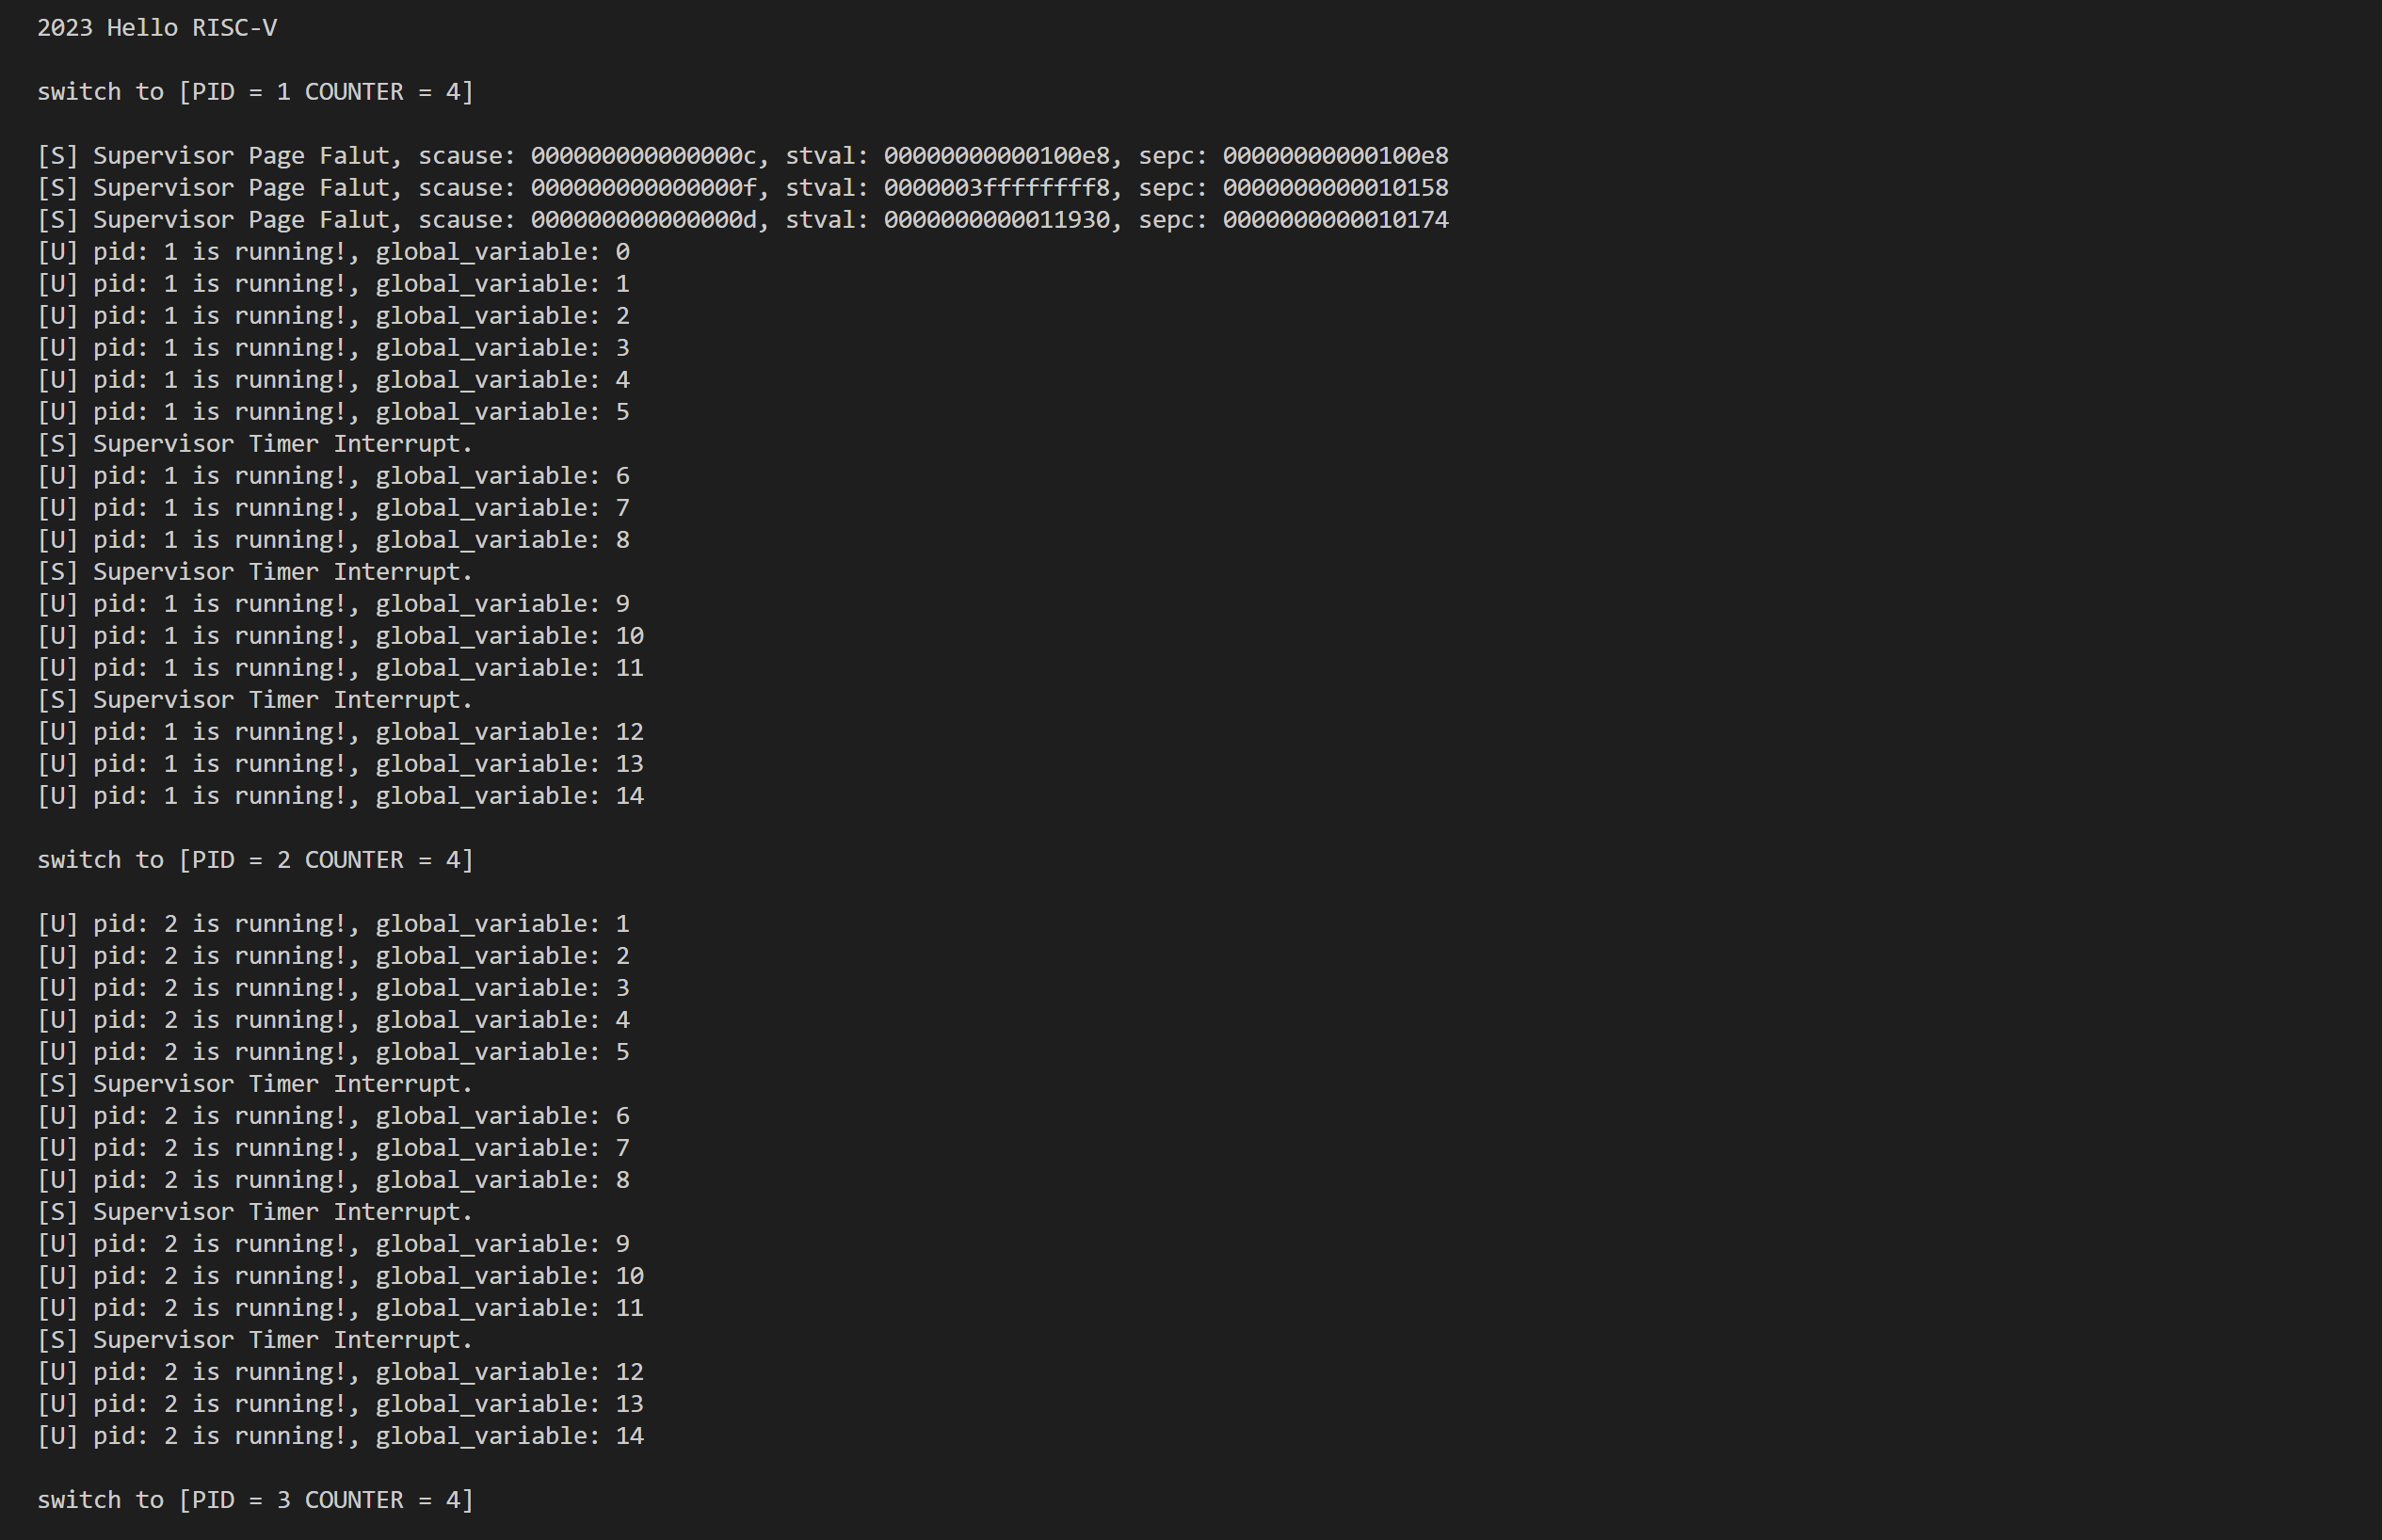 2023 Hello RISC-V
switch to [PID = 1 COUNTER = 4]
[S] Supervisor Page Falut, scause: 000000000000000c, stval: 00000000000100e8, sepc: 00000000000100e8
[S] Supervisor Page Falut, scause: 000000000000000f, stval: 0000003ffffffff8, sepc: 0000000000010158
[S] Supervisor Page Falut, scause: 000000000000000d, stval: 0000000000011930, sepc: 0000000000010174
[U] pid: 1 is running!, global_variable: 0
[U] pid: 1 is running!, global_variable: 1
[U] pid: 1 is running!, global_variable: 2
[U] pid: 1 is running!, global_variable: 3
[U] pid: 1 is running!, global_variable: 4
[U] pid: 1 is running!, global_variable: 5
[S] Supervisor Timer Interrupt.
[U] pid: 1 is running!, global_variable: 6
[U] pid: 1 is running!, global_variable: 7
[U] pid: 1 is running!, global_variable: 8
[S] Supervisor Timer Interrupt.
[U] pid: 1 is running!, global_variable: 9
[U] pid: 1 is running!, global_variable: 10
[U] pid: 1 is running!, global_variable: 11
[S] Supervisor Timer Interrupt.
[U] pid: 1 is running!, global_variable: 12
[U] pid: 1 is running!, global_variable: 13
[U] pid: 1 is running!, global_variable: 14
switch to [PID = 2 COUNTER = 4]
[U] pid: 2 is running!, global_variable: 1
[U] pid: 2 is running!, global_variable: 2
[U] pid: 2 is running!, global_variable: 3
[U] pid: 2 is running!, global_variable: 4
[U] pid: 2 is running!, global_variable: 5
[S] Supervisor Timer Interrupt.
[U] pid: 2 is running!, global_variable: 6
[U] pid: 2 is running!, global_variable: 7
[U] pid: 2 is running!, global_variable: 8
[S] Supervisor Timer Interrupt.
[U] pid: 2 is running!, global_variable: 9
[U] pid: 2 is running!, global_variable: 10
[U] pid: 2 is running!, global_variable: 11
[S] Supervisor Timer Interrupt.
[U] pid: 2 is running!, global_variable: 12
[U] pid: 2 is running!, global_variable: 13
[U] pid: 2 is running!, global_variable: 14
switch to [PID = 3 COUNTER = 4]